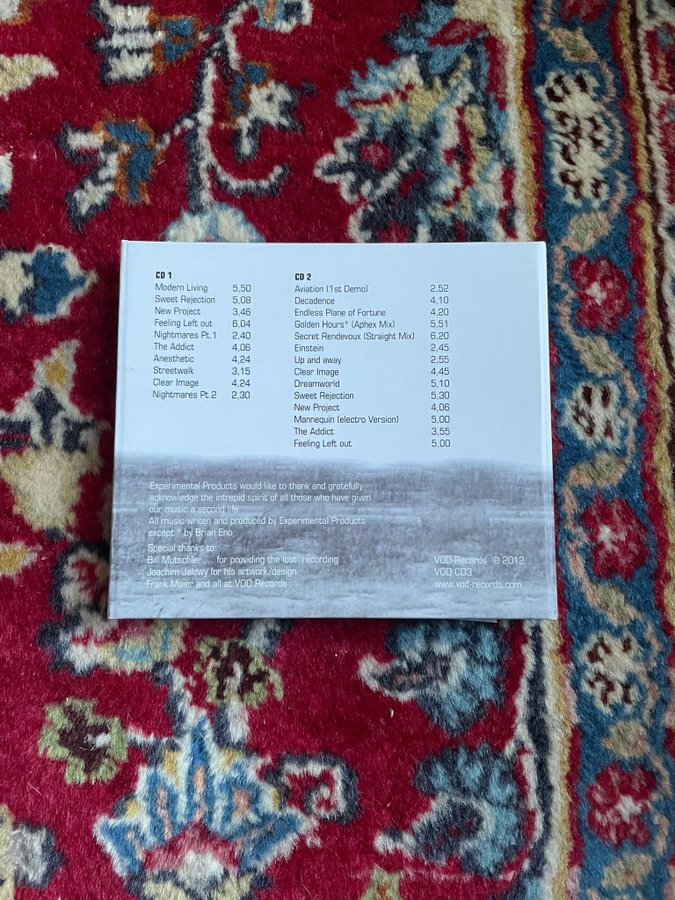 CD 1
Modern Living 5,50
Sweet Rejection 5,08
New Project 3,46
Feeling Left out 6,04
Nightmares Pt.1 2,40
The Addict 4,06
Anesthetic 4,24
Streetwalk 3,15
Clear Image 4,24
Nightmares Pt.2 2,30
CD 2
Aviation (1st Demo) 2,52
Decadence 4,10
Endless Plane of Fortune 4,20
Golden Hours* (Aphex Mix) 5,51
Secret Rendevoux (Straight Mix) 6,20
Einstein 2,45
Up and away 2,55
Clear Image 4,45
Dreamworld 5,10
Sweet Rejection 5,30
New Project 4,06
Mannequin (electro Version) 5,00
The Addict 3,55
Feeling Left out 5,00
Experimental Products would like to thank and gratefully
acknowledge the intrepid spirit of all those who have given
our music a second life
All music writen and produced by Experimental Products
except * by Brian Eno
Special thanks to:
Bill Mutschler ... for providing the lost recording
Joachim Jalowy for his artwork/design
Frank Maier and all at VOD Records
VOD-Records ℗ 2012
VOD CD3
www.vod-records.com